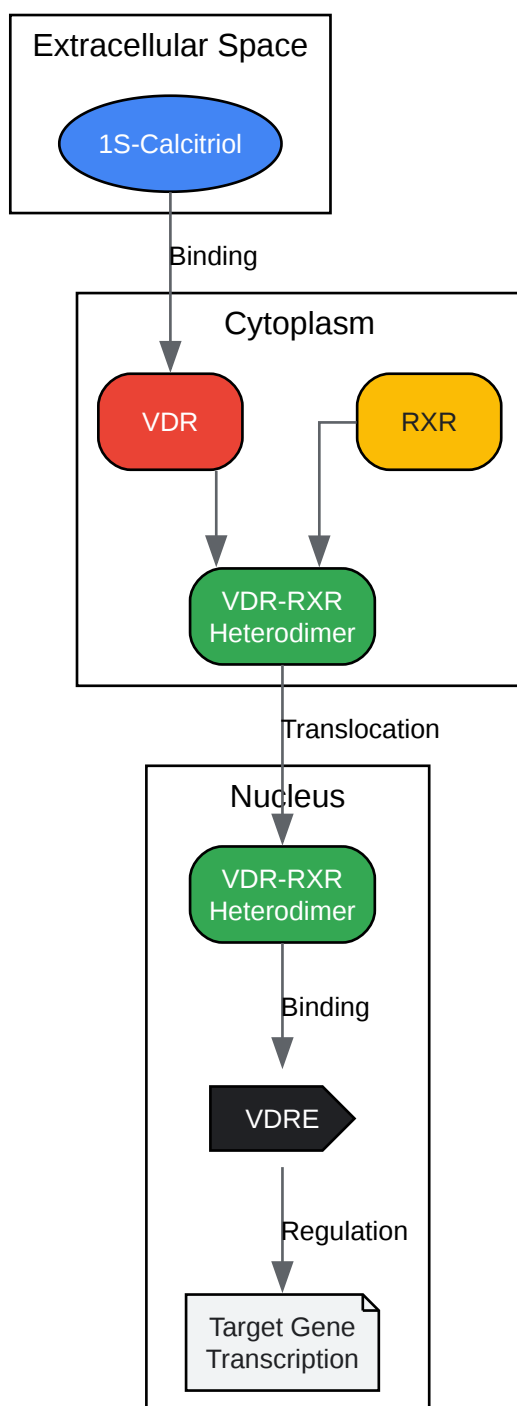 Extracellular Space
1S-Calcitriol
Binding
Cytoplasm
VDR
RXR
VDR-RXR
Heterodimer
Translocation
Nucleus
VDR-RXR
Heterodimer
Binding
VDRE
Regulation
Target Gene
Transcription